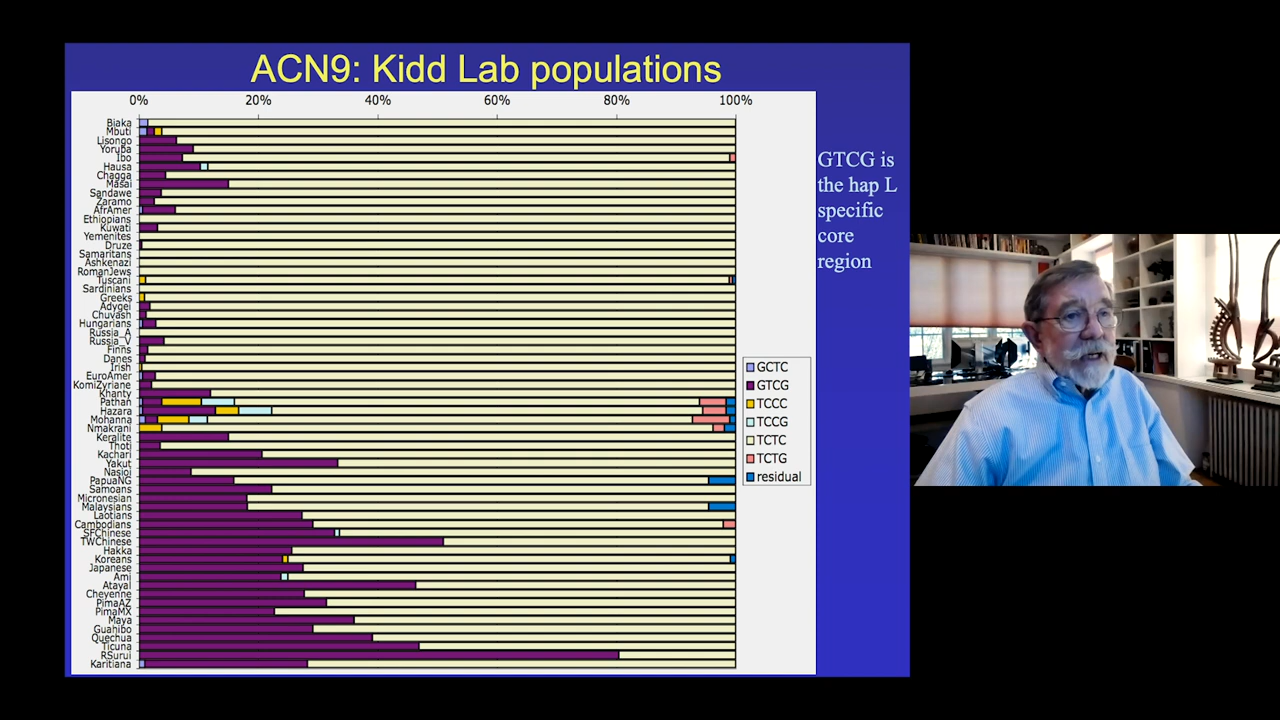 ACN9: Kidd Lab populations
0% 20% 40% 60% 80% 100%
Biaka
Mbuti
Lisongo
Yoruba
Ibo
Hausa
Chagga
Masai
Sandawe
Zaramo
AfrAmer
Ethiopians
Kuwati
Yemenites
Druze
Samaritans
Ashkenazi
RomanJews
Tuscani
Sardinians
Greeks
Adygei
Chuvash
Hungarians
Russia_A
Russia_V
Finns
Danes
Irish
EuroAmer
KomiZyriane
Khanty
Pathan
Hazara
Mohanna
Nmakrani
Keralite
Thoti
Kachari
Yakut
Nasioi
PapuaNG
Samoans
Micronesian
Malaysians
Laotians
Cambodians
SFChinese
TWChinese
Hakka
Koreans
Japanese
Ami
Atayal
Cheyenne
PimaAZ
PimaMX
Maya
Guahibo
Quechua
Ticuna
RSurui
Karitiana
GCTC
GTCG
TCCC
TCCG
TCTC
TCTG
residual
GTCG is
the hap L
specific
core
region